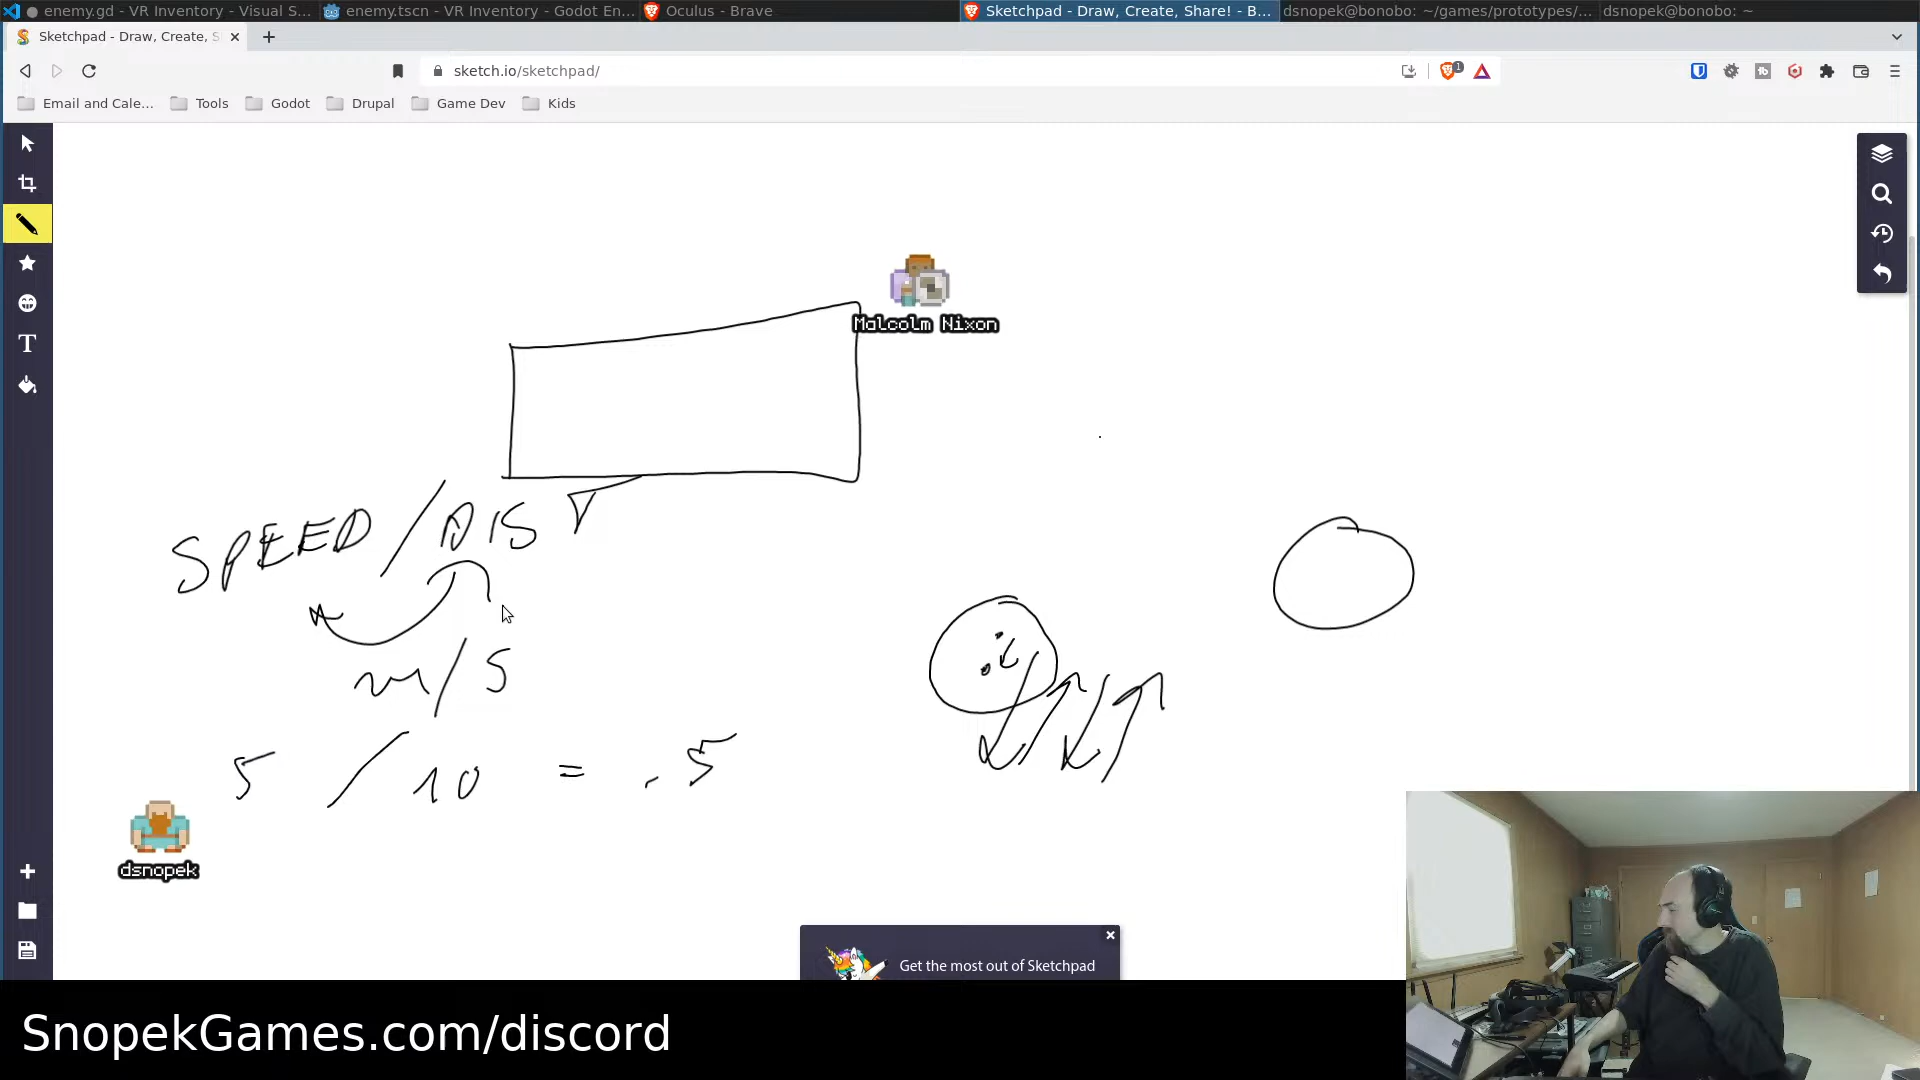 enemy.gd - VR Inventory - Visual S...
enemy.tscn - VR Inventory - Godot En...
Oculus - Brave
Sketchpad - Draw, Create, Share! - B...
dsnopek@bonobo: ~/games/prototypes/...
dsnopek@bonobo: ~
Sketchpad - Draw, Create, S
sketch.io/sketchpad/
1
Email and Cale...
Tools
Godot
Drupal
Game Dev
Kids
T
Malcolm Nixon
SPEED / DIST
m/s
5 / 10 = .5
dsnopek
Get the most out of Sketchpad
SnopekGames.com/discord